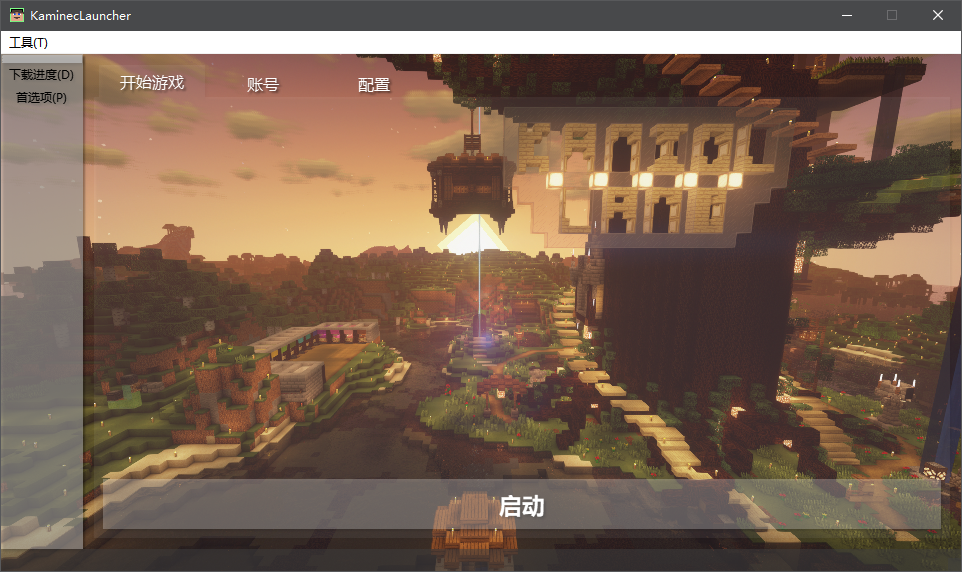 KaminecLauncher
工具(T)
下载进度(D)
首选项(P)
开始游戏
账号
配置
启动